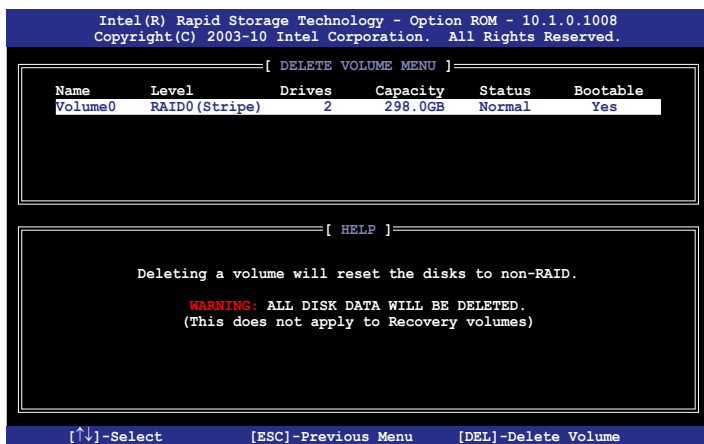 Intel(R) Rapid Storage Technology - Option ROM - 10.1.0.1008
Copyright(C) 2003-10 Intel Corporation. All Rights Reserved.
[ DELETE VOLUME MENU ]
Name Level Drives Capacity Status Bootable
Volume0 RAID0(Stripe) 2 298.0GB Normal Yes
[ HELP ]
Deleting a volume will reset the disks to non-RAID.
WARNING: ALL DISK DATA WILL BE DELETED.
(This does not apply to Recovery volumes)
[↑↓]-Select [ESC]-Previous Menu [DEL]-Delete Volume